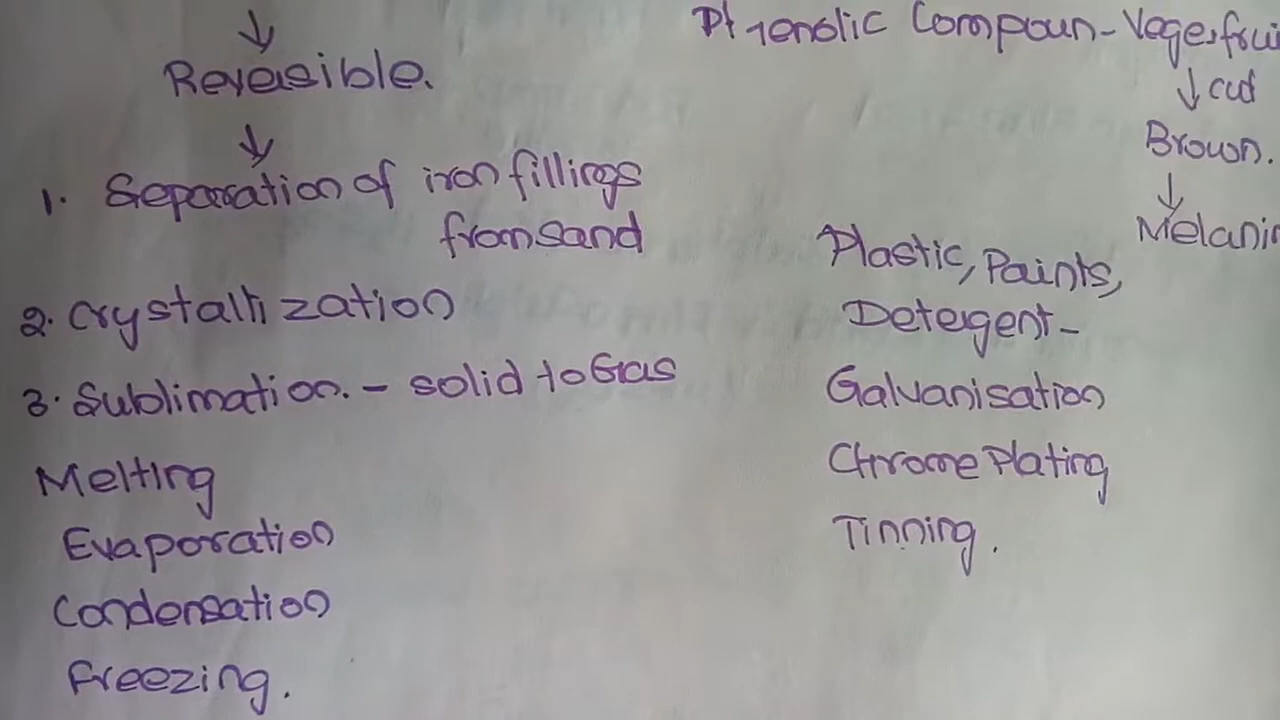 ↓
Reversible.
↓
1. Separation of iron fillings
from sand
2. Crystallization
3. Sublimation. - solid to Gas
Melting
Evaporation
Condensation
Freezing.
Phenolic Compoun - Vege, frui
↓ cut
Brown.
↓
Melanin
Plastic, Paints,
Detergent -
Galvanisation
Chrome Plating
Tinning.